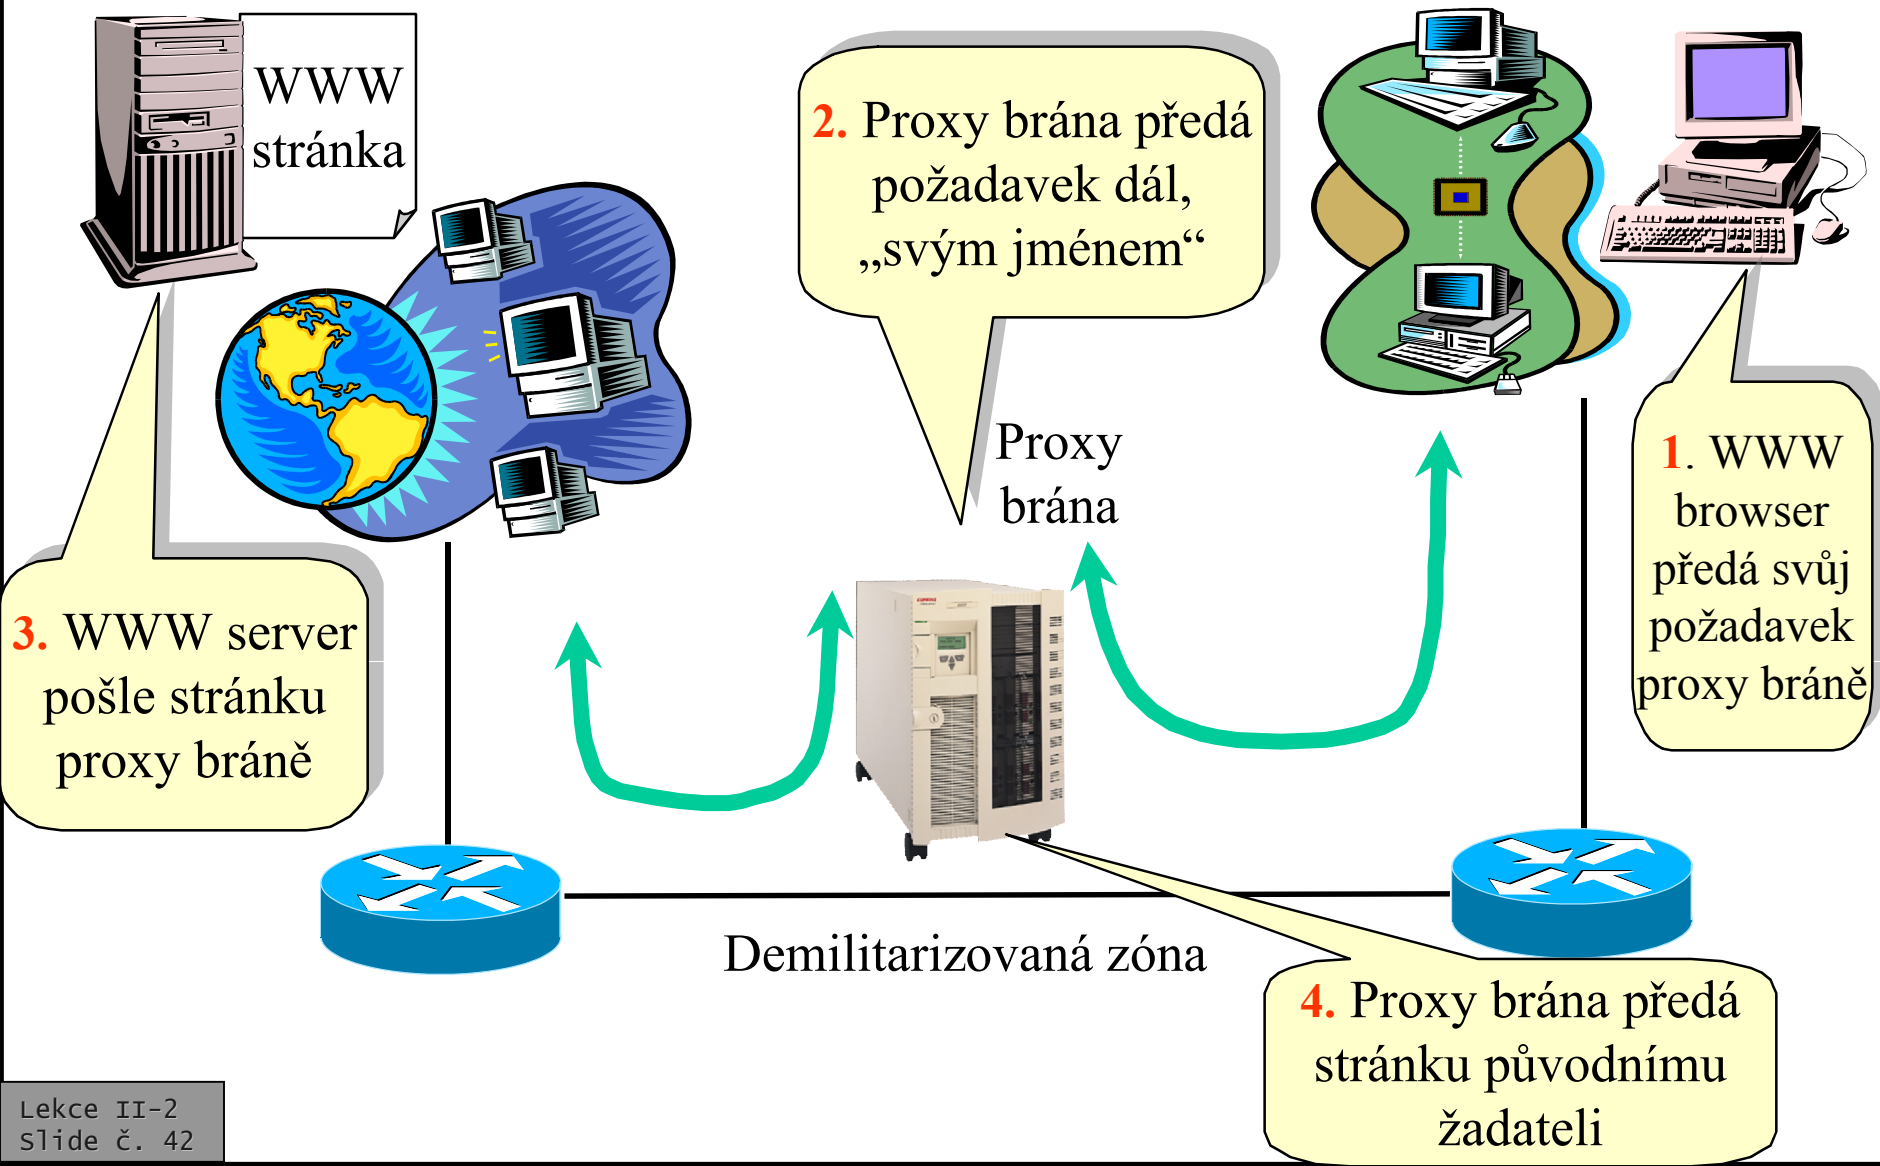 WWW
stránka
2. Proxy brána předá
požadavek dál,
„svým jménem“
Proxy
brána
1. WWW
browser
předá svůj
požadavek
proxy bráně
3. WWW server
pošle stránku
proxy bráně
Demilitarizovaná zóna
4. Proxy brána předá
stránku původnímu
žadateli
Lekce II-2
Slide č. 42